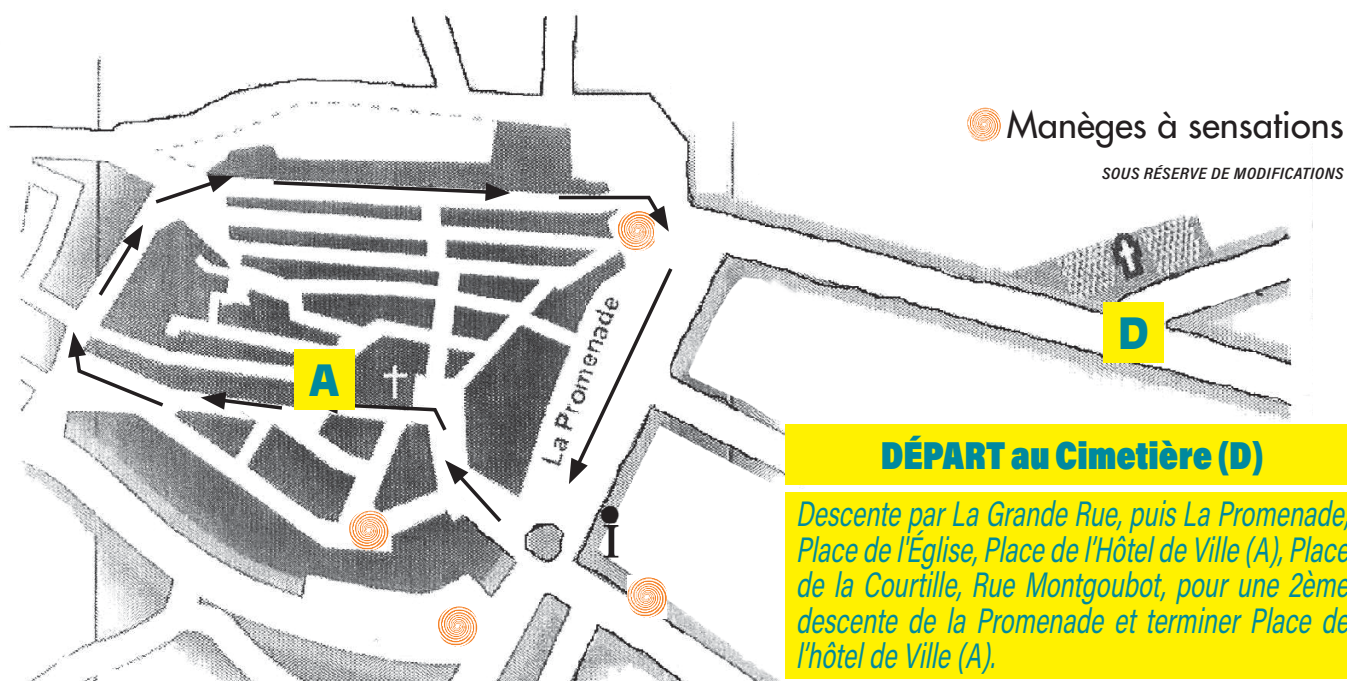 Manèges à sensations
SOUS RÉSERVE DE MODIFICATIONS
La Promenade
A
D
i
DÉPART au Cimetière (D)
Descente par La Grande Rue, puis La Promenade,
Place de l'Église, Place de l'Hôtel de Ville (A), Place
de la Courtille, Rue Montgoubot, pour une 2ème
descente de la Promenade et terminer Place de
l'hôtel de Ville (A).